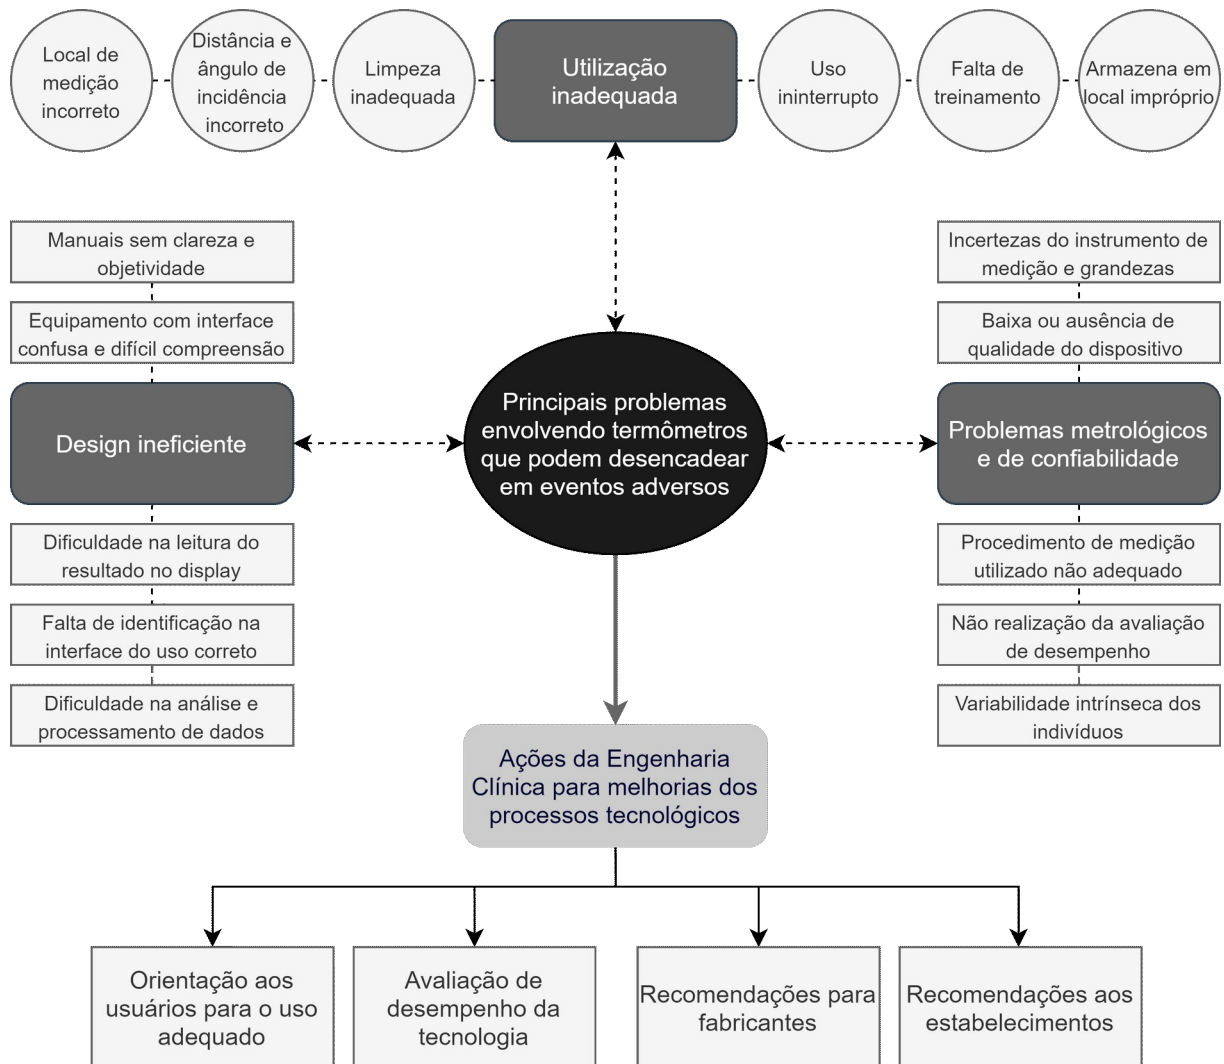 Local de
medição
incorreto
Distância e
ângulo de
incidência
incorreto
Limpeza
inadequada
Utilização
inadequada
Uso
ininterrupto
Falta de
treinamento
Armazena em
local impróprio
Manuais sem clareza e
objetividade
Equipamento com interface
confusa e difícil compreensão
Design ineficiente
Dificuldade na leitura do
resultado no display
Falta de identificação na
interface do uso correto
Dificuldade na análise e
processamento de dados
Principais problemas
envolvendo termômetros
que podem desencadear
em eventos adversos
Incertezas do instrumento de
medição e grandezas
Baixa ou ausência de
qualidade do dispositivo
Problemas metrológicos
e de confiabilidade
Procedimento de medição
utilizado não adequado
Não realização da avaliação
de desempenho
Variabilidade intrínseca dos
indivíduos
Ações da Engenharia
Clínica para melhorias dos
processos tecnológicos
Orientação aos
usuários para o uso
adequado
Avaliação de
desempenho da
tecnologia
Recomendações para
fabricantes
Recomendações aos
estabelecimentos